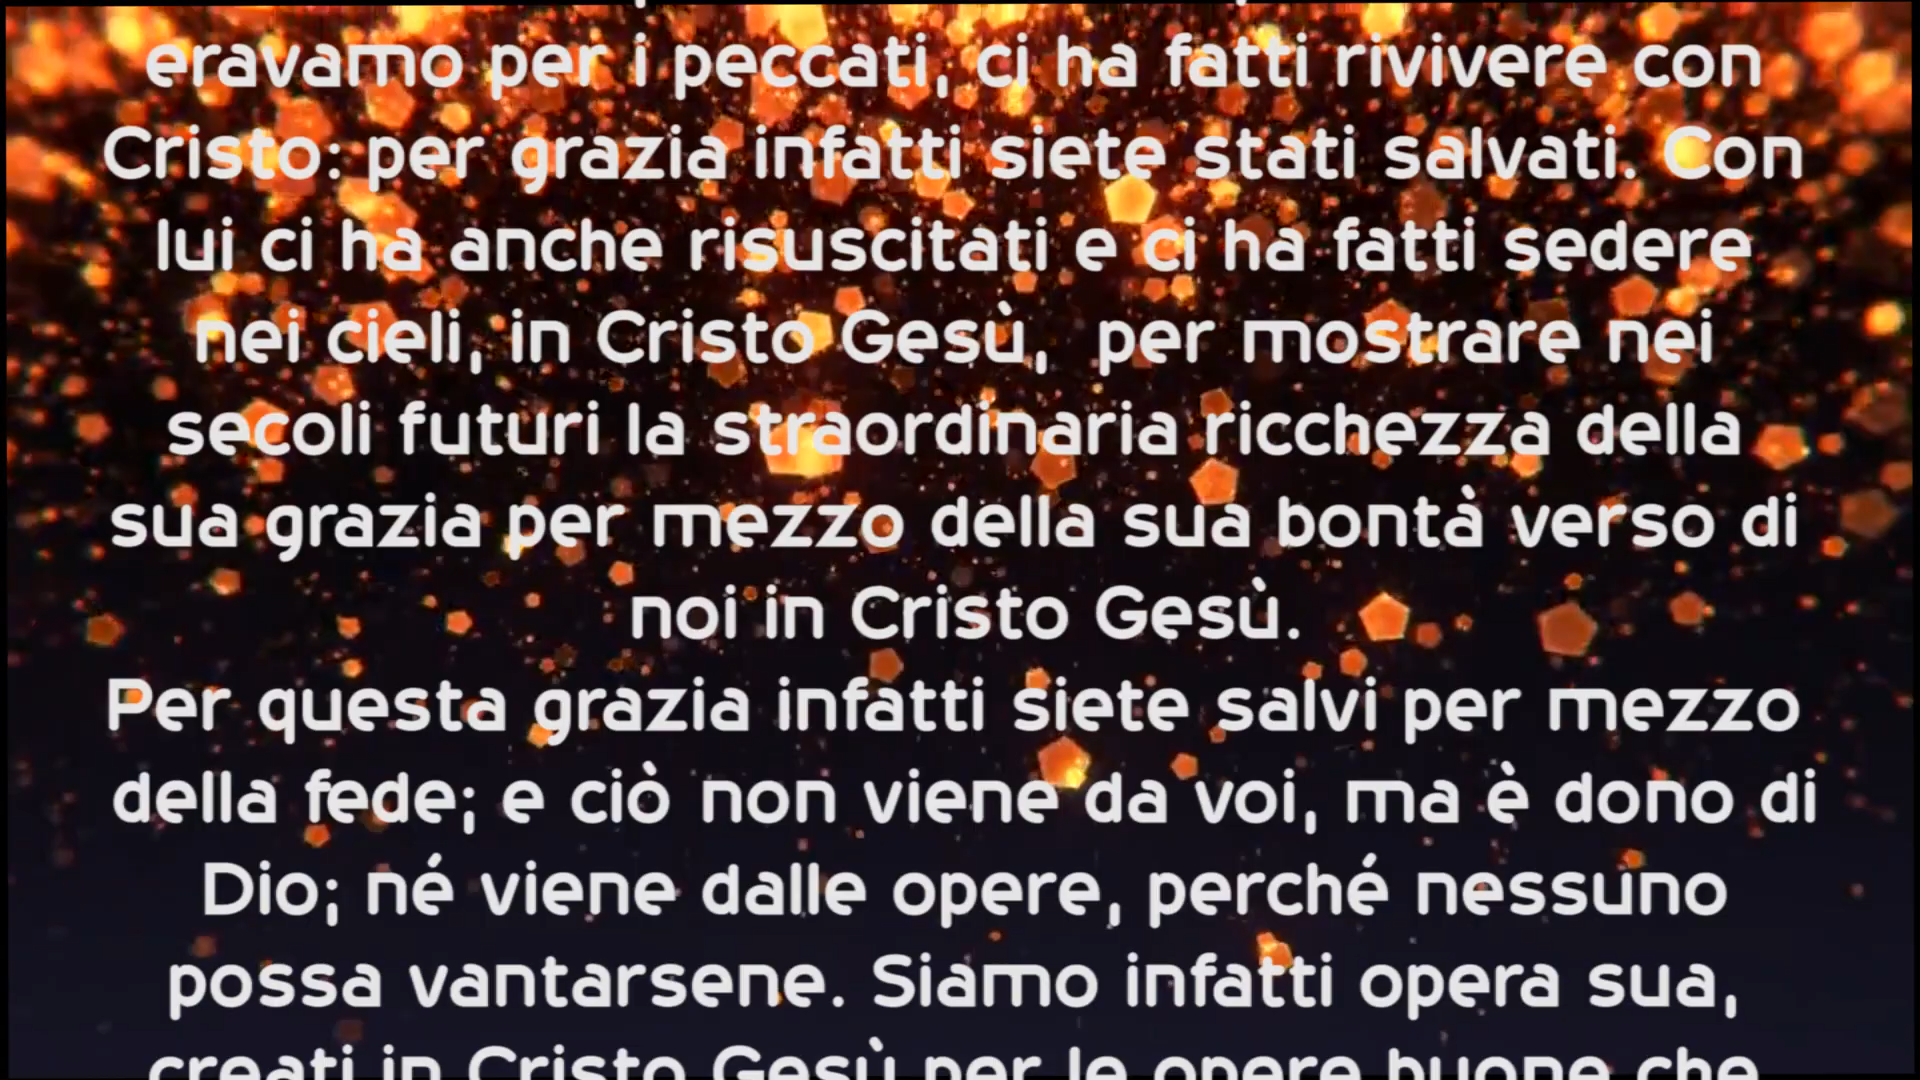 eravamo per i peccati, ci ha fatti rivivere con
Cristo: per grazia infatti siete stati salvati. Con
lui ci ha anche risuscitati e ci ha fatti sedere
nei cieli, in Cristo Gesù,  per mostrare nei
secoli futuri la straordinaria ricchezza della
sua grazia per mezzo della sua bontà verso di
noi in Cristo Gesù.
Per questa grazia infatti siete salvi per mezzo
della fede; e ciò non viene da voi, ma è dono di
Dio; né viene dalle opere, perché nessuno
possa vantarsene. Siamo infatti opera sua,
creati in Cristo Gesù per le opere buone che